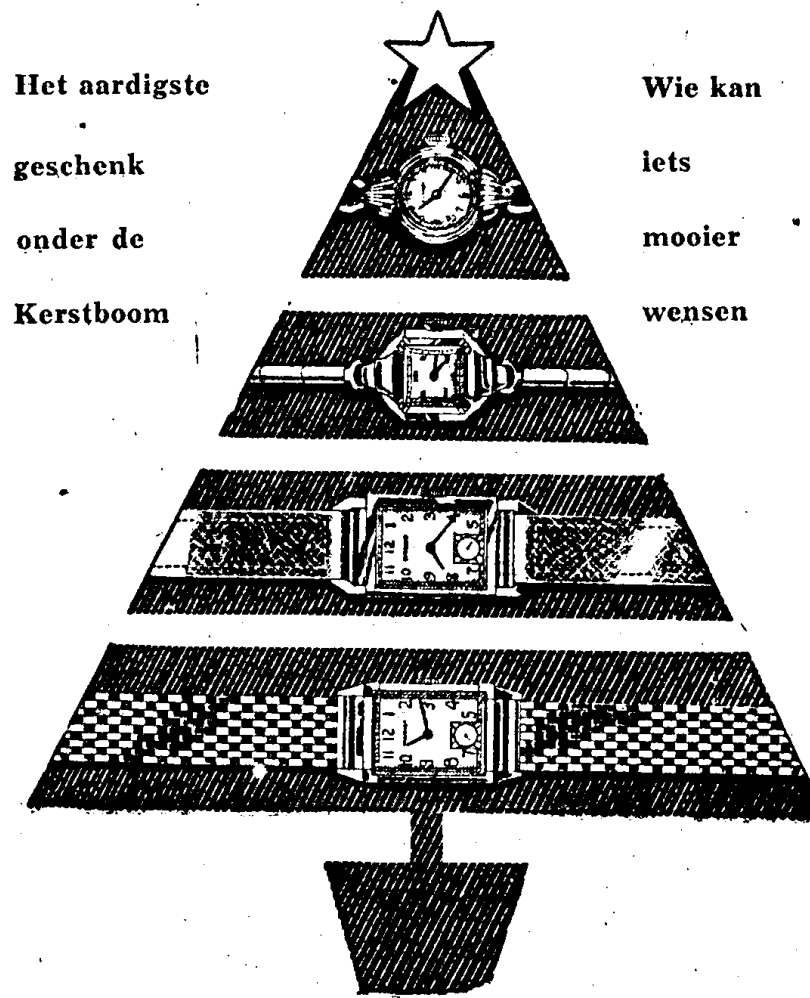 Het aardigste
geschenk
onder de
Kerstboom
Wie kan
iets
mooier
wensen